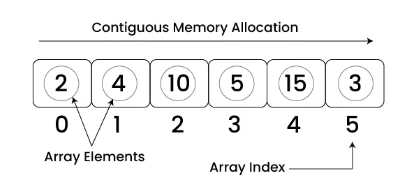 Contiguous Memory Allocation
2 4 10 5 15 3
0 1 2 3 4 5
Array Elements
Array Index